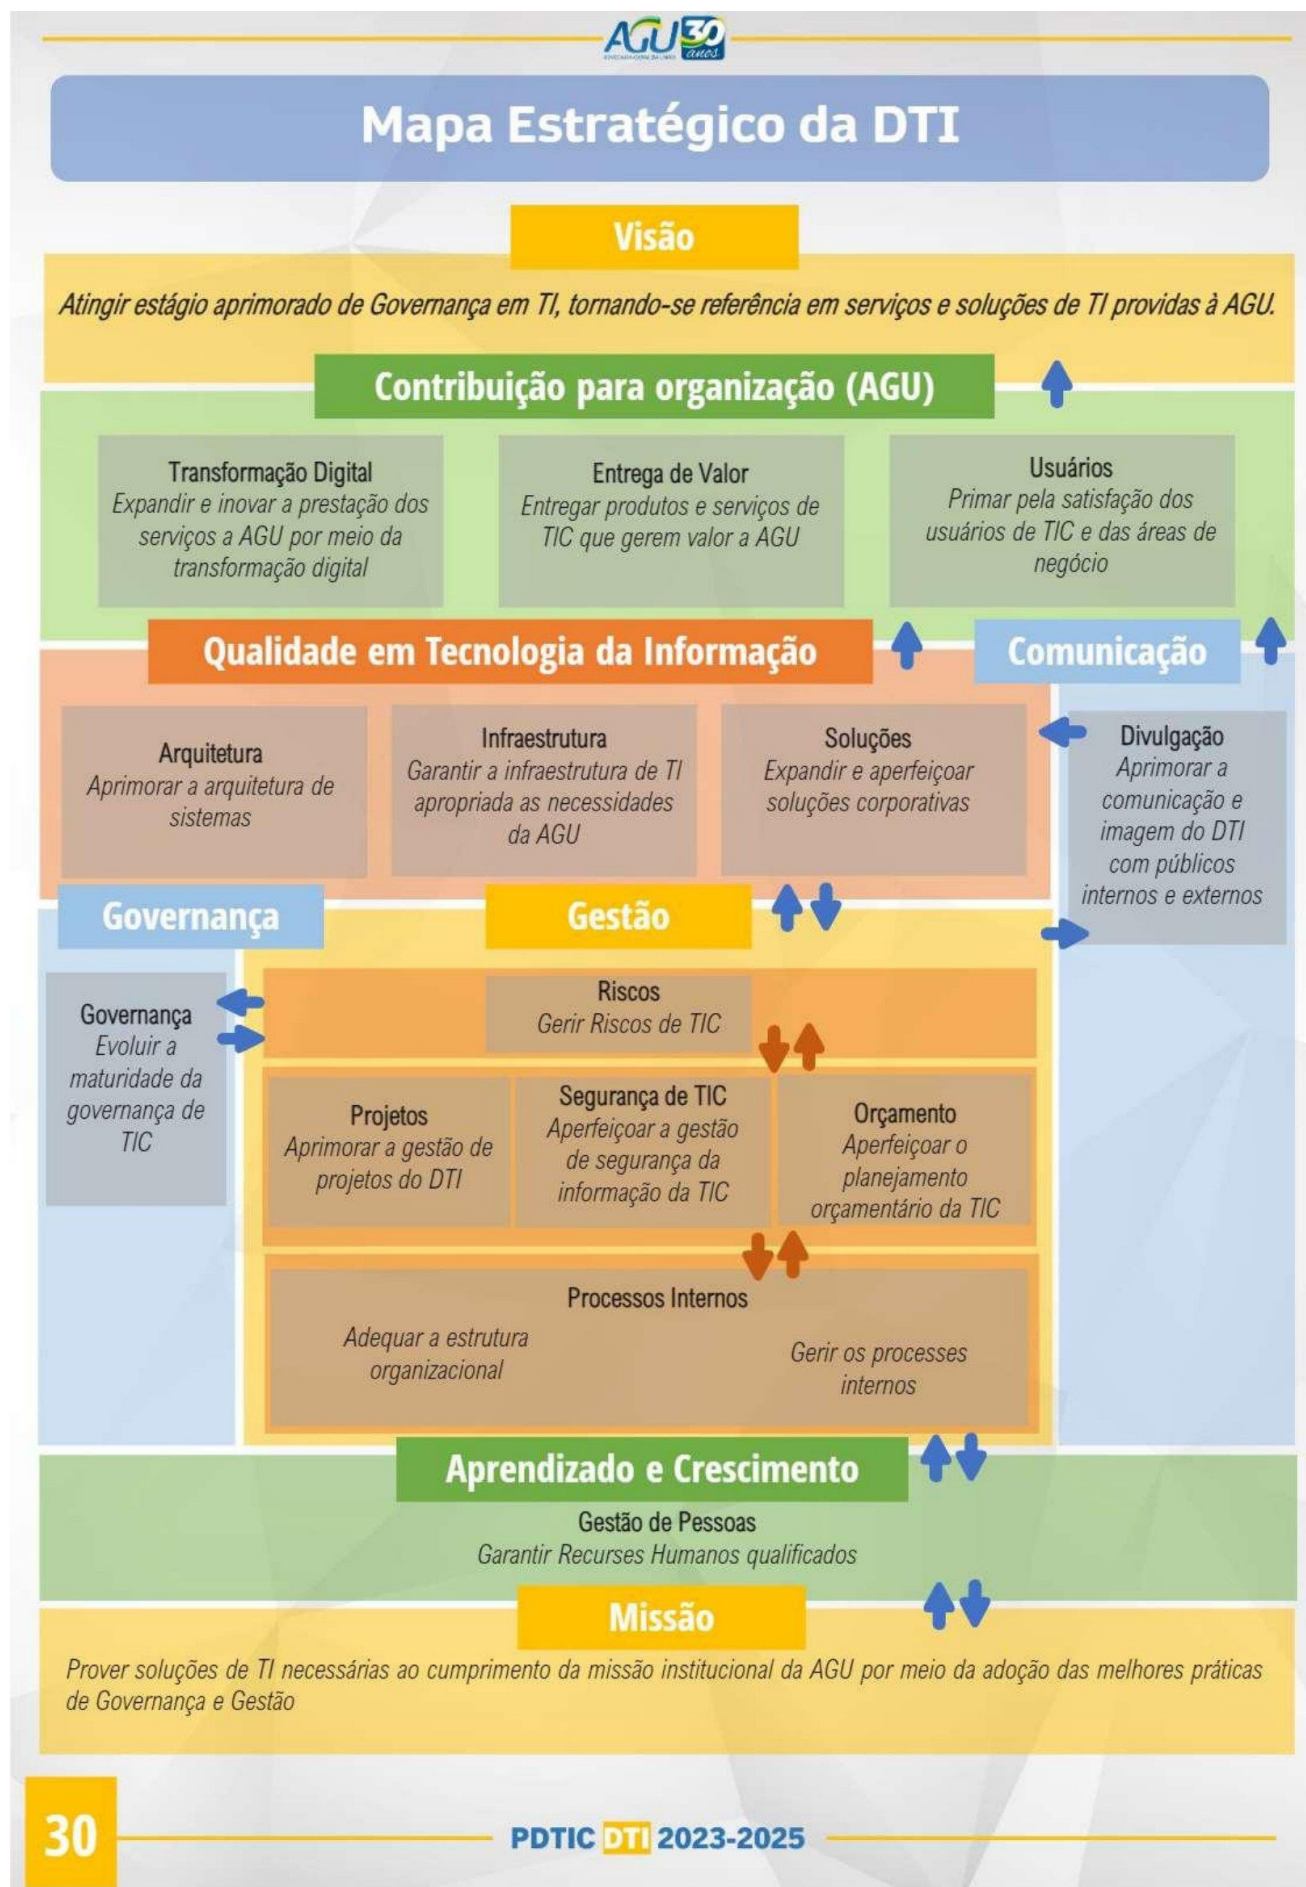 AGU 30
anos
Mapa Estratégico da DTI
Visão
Atingir estágio aprimorado de Governança em TI, tornando-se referência em serviços e soluções de TI providas à AGU.
Contribuição para organização (AGU)
Transformação Digital
Expandir e inovar a prestação dos
serviços a AGU por meio da
transformação digital
Entrega de Valor
Entregar produtos e serviços de
TIC que gerem valor a AGU
Usuários
Primar pela satisfação dos
usuários de TIC e das áreas de
negócio
Qualidade em Tecnologia da Informação
Arquitetura
Aprimorar a arquitetura de
sistemas
Infraestrutura
Garantir a infraestrutura de TI
apropriada as necessidades
da AGU
Soluções
Expandir e aperfeiçoar
soluções corporativas
Comunicação
Divulgação
Aprimorar a
comunicação e
imagem do DTI
com públicos
internos e externos
Governança
Governança
Evoluir a
maturidade da
governança de
TIC
Gestão
Riscos
Gerir Riscos de TIC
Projetos
Aprimorar a gestão de
projetos do DTI
Segurança de TIC
Aperfeiçoar a gestão
de segurança da
informação da TIC
Orçamento
Aperfeiçoar o
planejamento
orçamentário da TIC
Processos Internos
Adequar a estrutura
organizacional
Gerir os processes
internos
Aprendizado e Crescimento
Gestão de Pessoas
Garantir Recurses Humanos qualificados
Missão
Prover soluções de TI necessárias ao cumprimento da missão institucional da AGU por meio da adoção das melhores práticas
de Governança e Gestão
30
PDTIC DTI 2023-2025